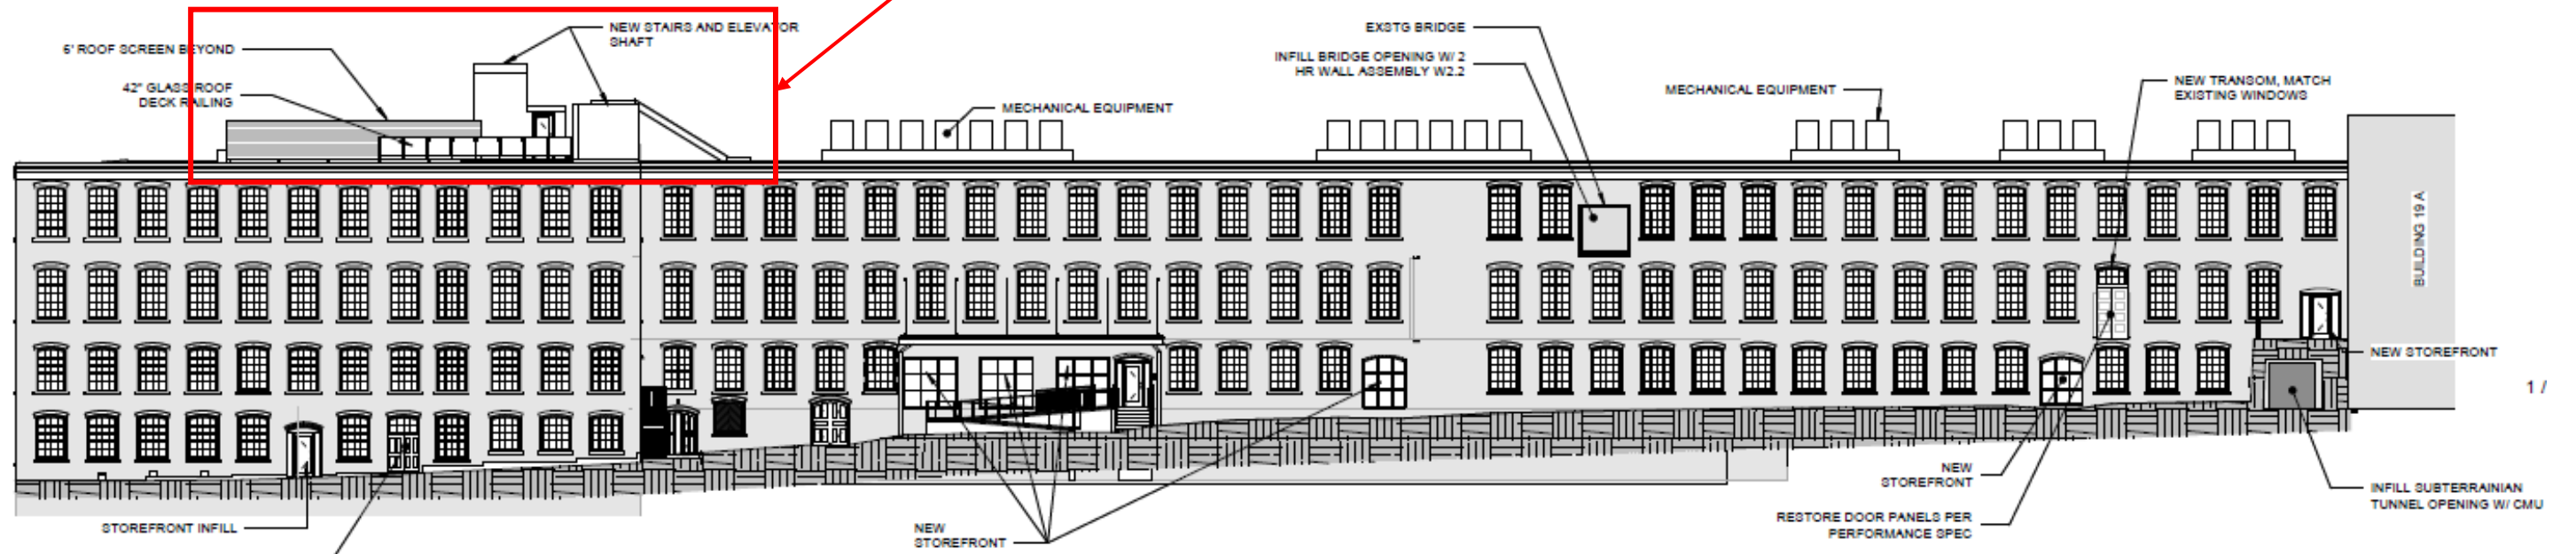 NEW STAIRS AND ELEVATOR
SHAFT
6' ROOF SCREEN BEYOND
42" GLASS ROOF
DECK RAILING
MECHANICAL EQUIPMENT
EXSTG BRIDGE
INFILL BRIDGE OPENING W/ 2
HR WALL ASSEMBLY W2.2
MECHANICAL EQUIPMENT
NEW TRANSOM, MATCH
EXISTING WINDOWS
BUILDING 19 A
NEW STOREFRONT
1 /
STOREFRONT INFILL
NEW
STOREFRONT
NEW
STOREFRONT
RESTORE DOOR PANELS PER
PERFORMANCE SPEC
INFILL SUBTERRAINIAN
TUNNEL OPENING W/ CMU